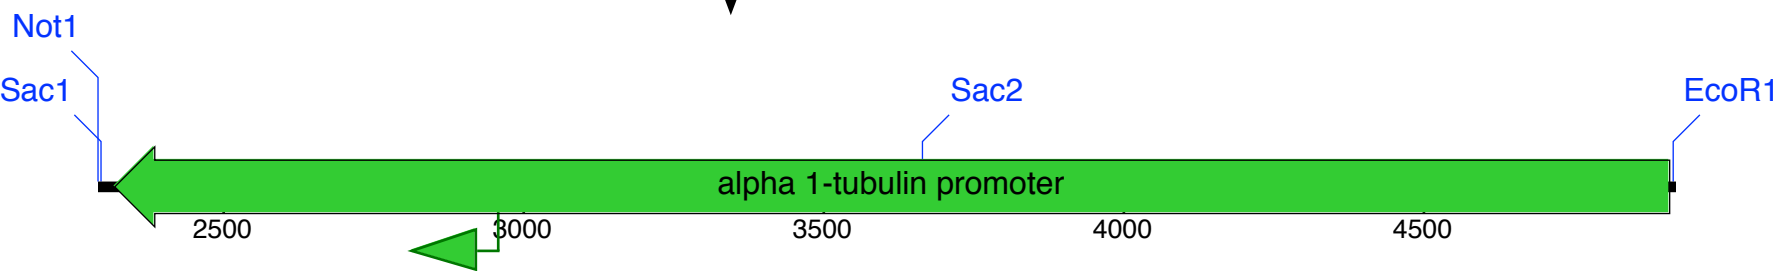 Not1
Sac1
Sac2
EcoR1
alpha 1-tubulin promoter
2500
3000
3500
4000
4500